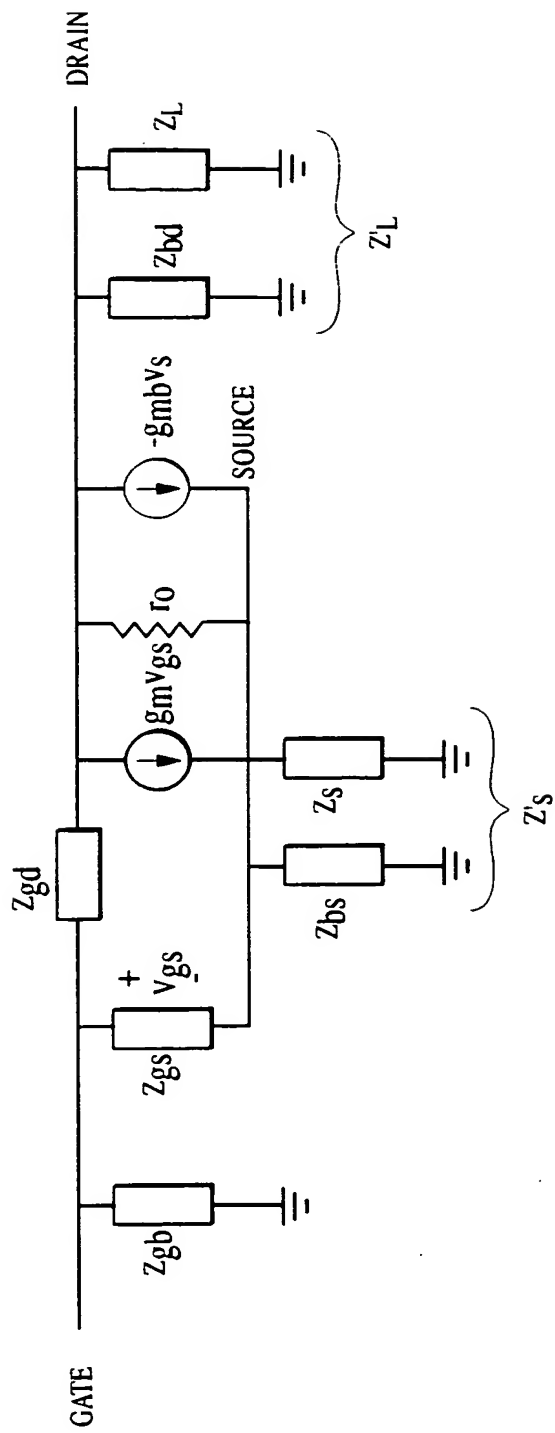 GATE
Zgb
Zgs
+
Vgs
-
Zgd
Zbs
Zs
Z's
gmvgs
ro
-gmbvs
SOURCE
Zbd
ZL
Z'L
DRAIN